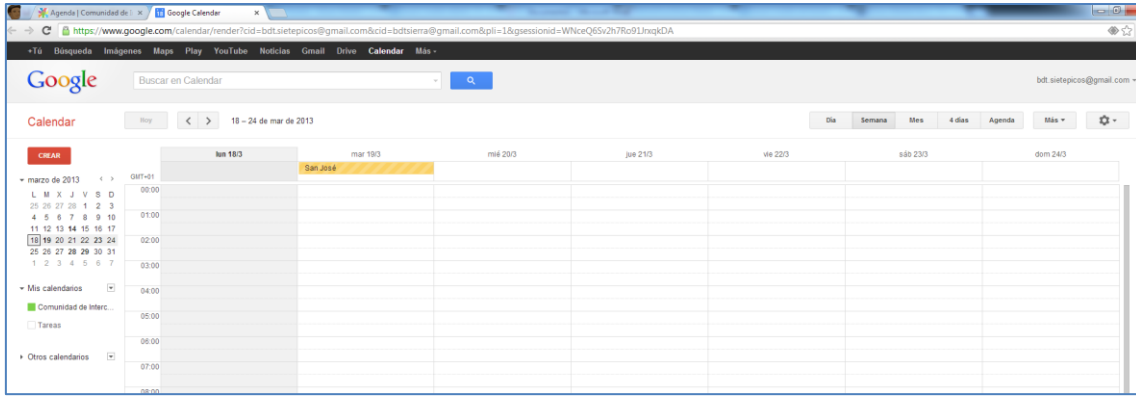 Agenda | Comunidad de I × Google Calendar ×
https://www.google.com/calendar/render?cid=bdt.sietepicos@gmail.com&cid=bdtsierra@gmail.com&pli=1&gsessionid=WNceQ6Sv2h7Ro91JnxqkDA
+Tú Búsqueda Imágenes Maps Play YouTube Noticias Gmail Drive Calendar Más
Google Buscar en Calendar bdt.sietepicos@gmail.com
Calendar Hoy < > 18 – 24 de mar de 2013 Día Semana Mes 4 días Agenda Más
CREAR lun 18/3 mar 19/3 mié 20/3 jue 21/3 vie 22/3 sáb 23/3 dom 24/3
GMT+01 San José
marzo de 2013 < >
L M X J V S D
25 26 27 28 1 2 3
4 5 6 7 8 9 10
11 12 13 14 15 16 17
18 19 20 21 22 23 24
25 26 27 28 29 30 31
1 2 3 4 5 6 7
Mis calendarios
Comunidad de Interc...
Tareas
Otros calendarios
00:00
01:00
02:00
03:00
04:00
05:00
06:00
07:00
08:00